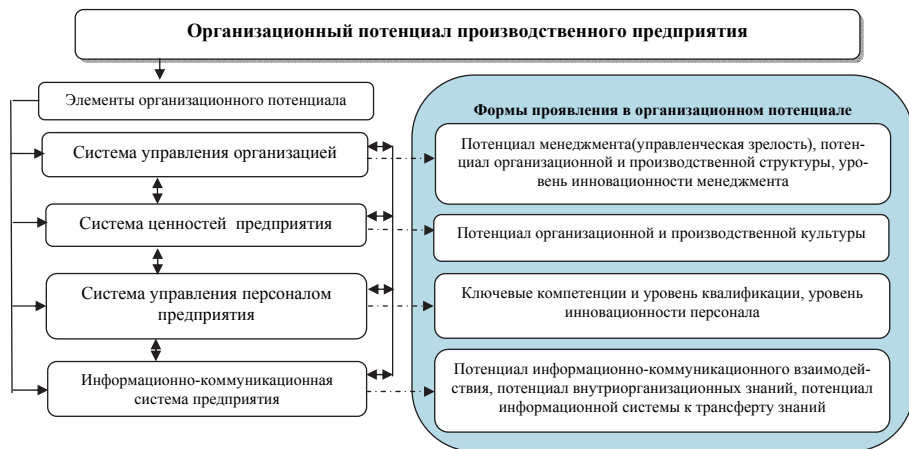 Организационный потенциал производственного предприятия
Элементы организационного потенциала
Формы проявления в организационном потенциале
Система управления организацией
Потенциал менеджмента(управленческая зрелость), потен-
циал организационной и производственной структуры, уро-
вень инновационности менеджмента
Система ценностей предприятия
Потенциал организационной и производственной культуры
Система управления персоналом
предприятия
Ключевые компетенции и уровень квалификации, уровень
инновационности персонала
Информационно-коммуникационная
система предприятия
Потенциал информационно-коммуникационного взаимодей-
ствия, потенциал внутриорганизационных знаний, потенциал
информационной системы к трансферту знаний